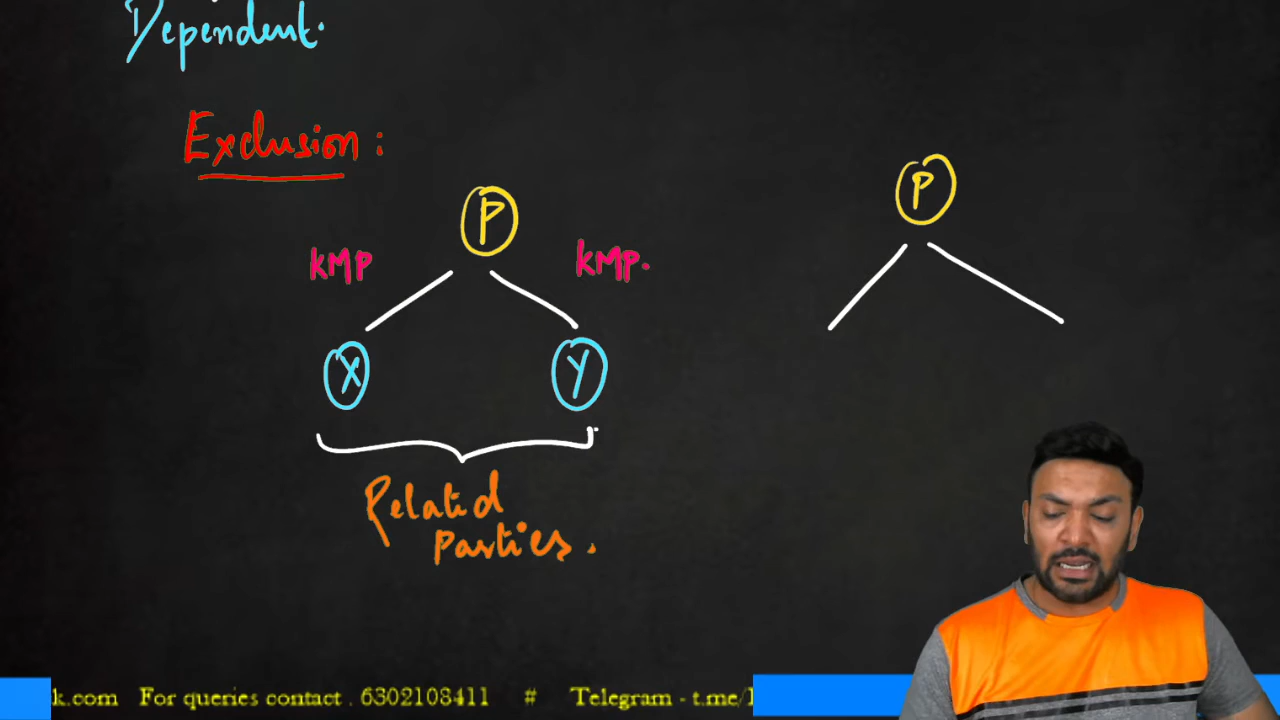 Dependent.
Exclusion :
P
P
KMP
KMP.
X
Y
Related
Parties.
k.com For queries contact . 6302108411 # Telegram - t.me/